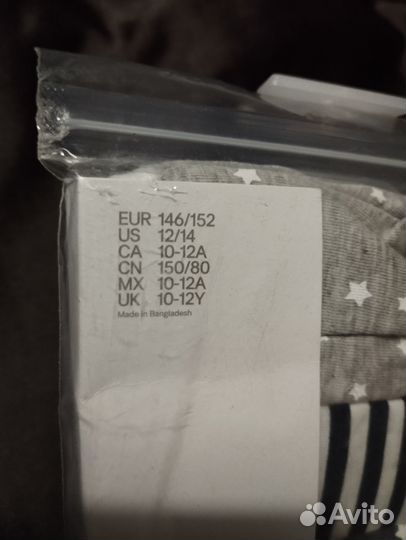 EUR 146/152
US 12/14
CA 10-12A
CN 150/80
MX 10-12A
UK 10-12Y
Made in Bangladesh
Avito